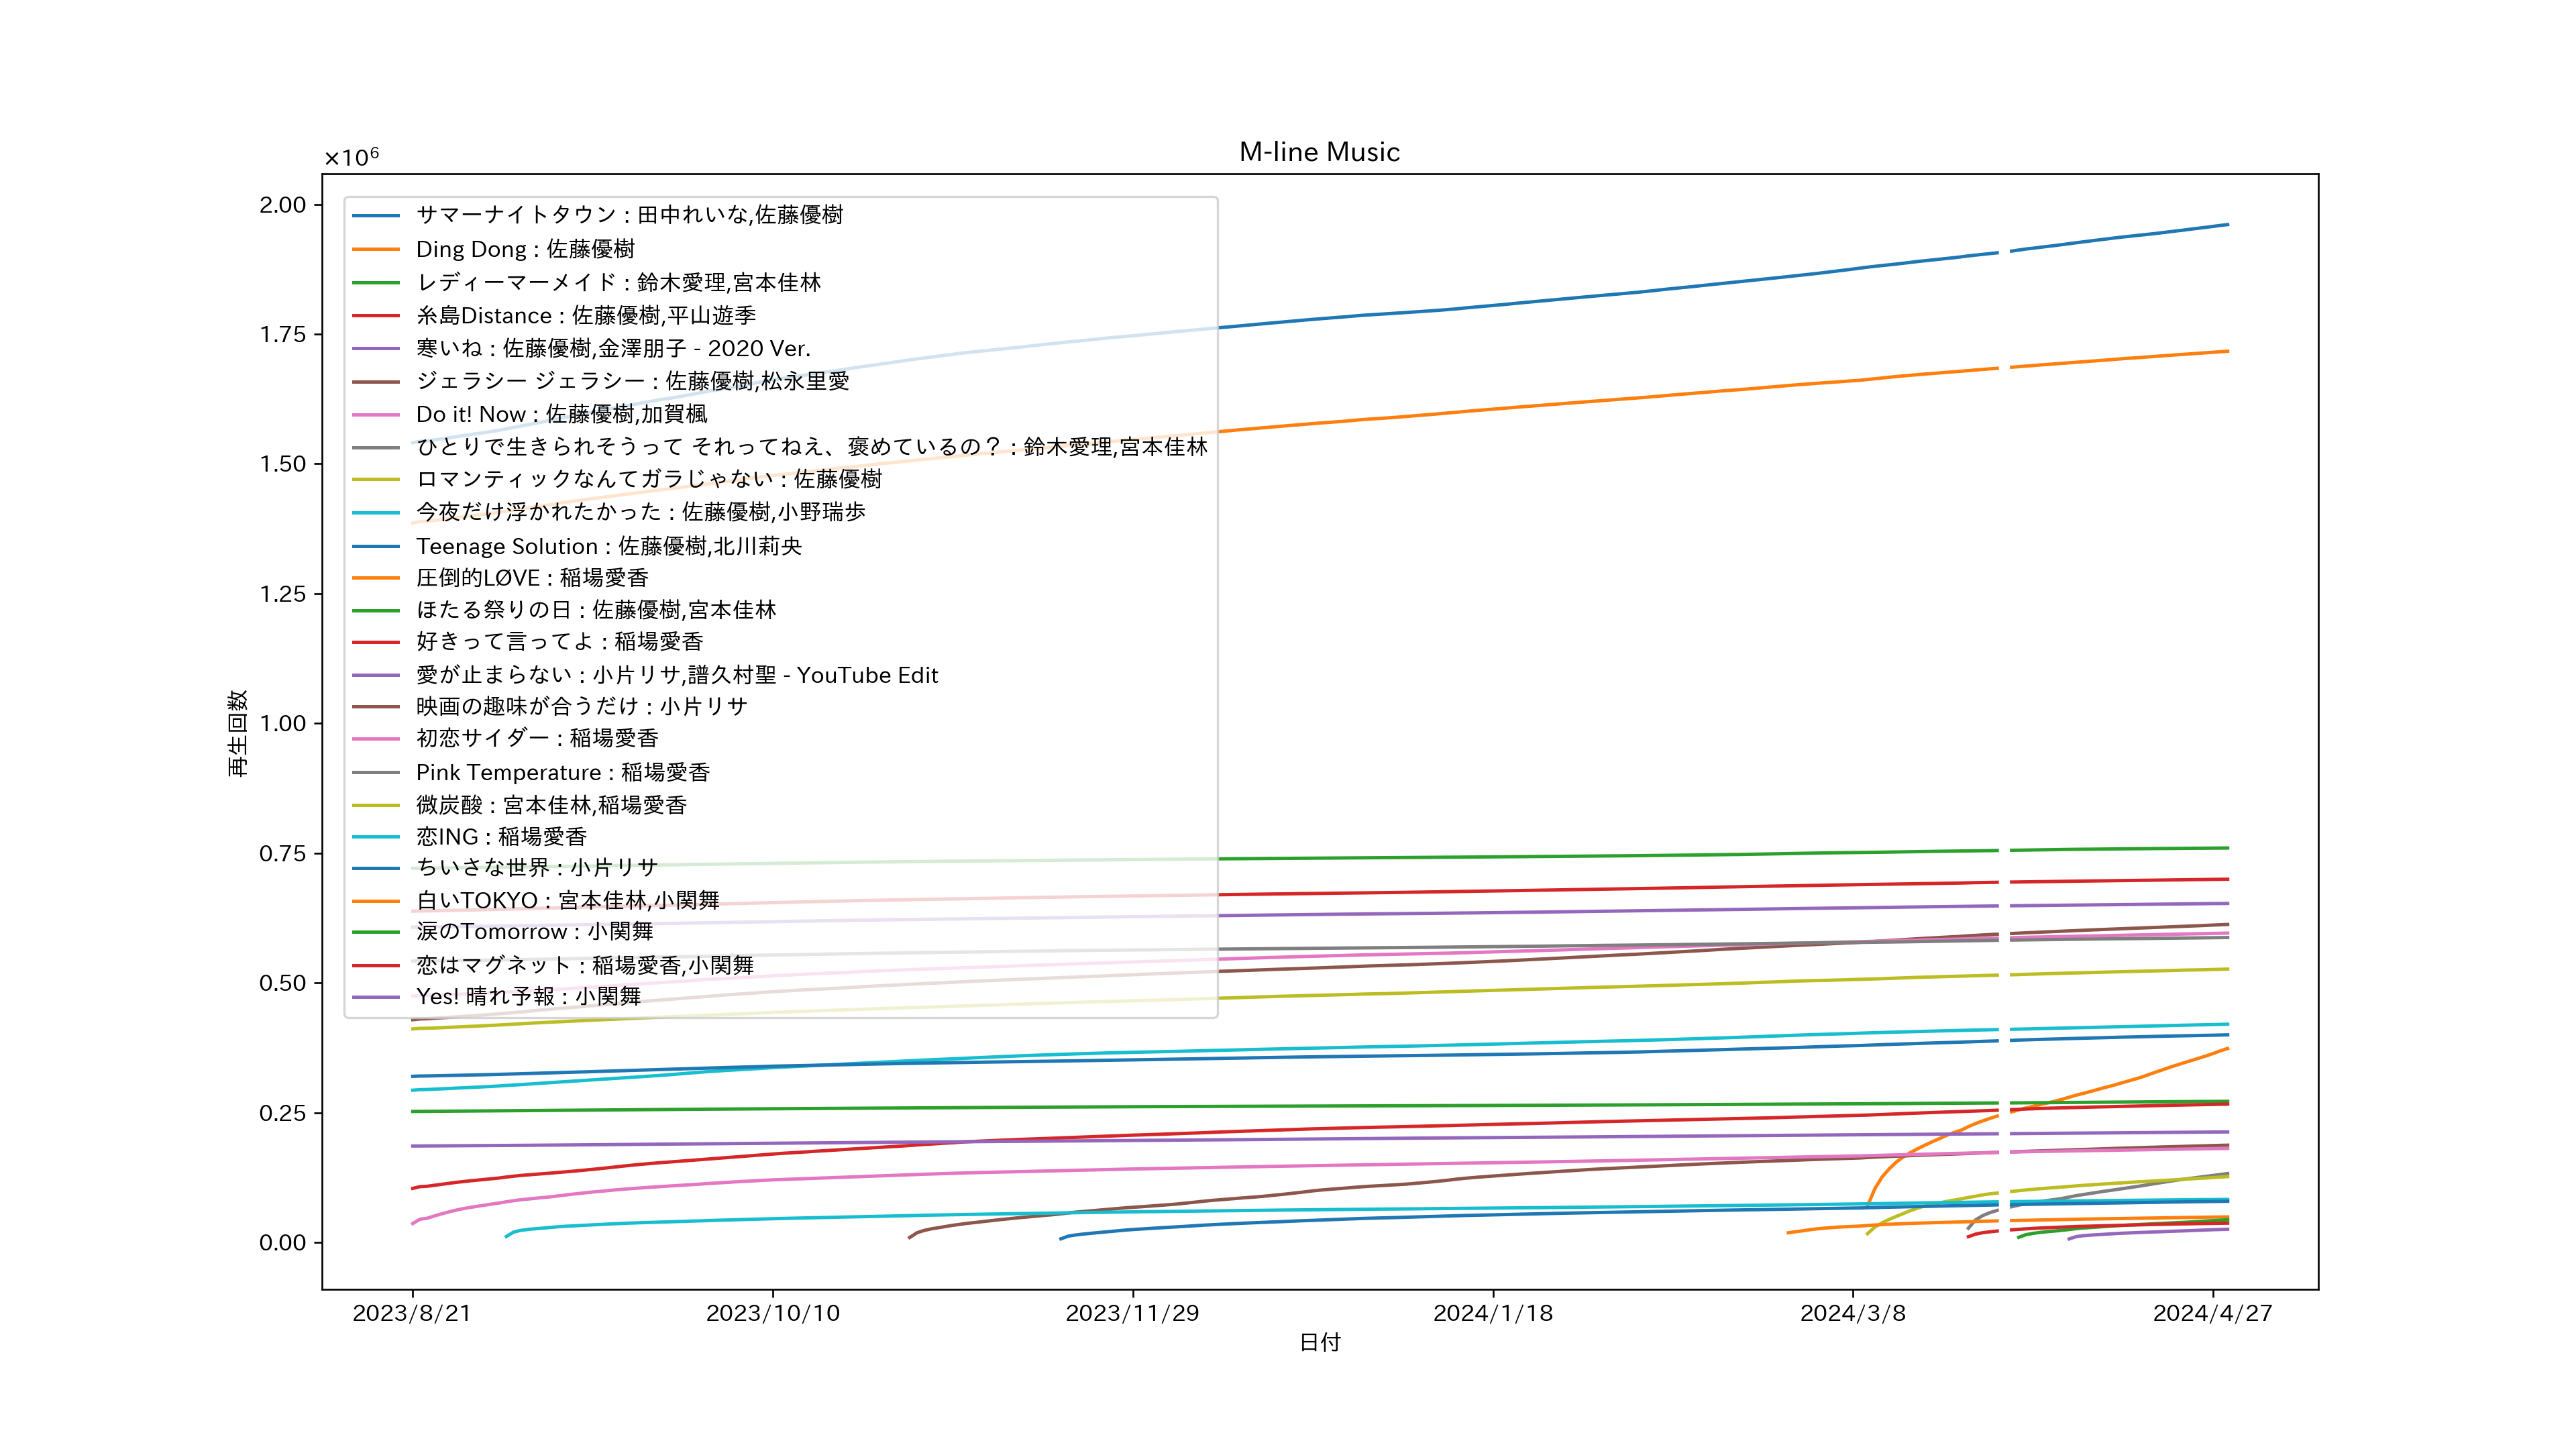 M-line Music
×10⁶
2.00
1.75
1.50
1.25
1.00
0.75
0.50
0.25
0.00
再生回数
サマーナイトタウン : 田中れいな,佐藤優樹
Ding Dong : 佐藤優樹
レディーマーメイド : 鈴木愛理,宮本佳林
糸島Distance : 佐藤優樹,平山遊季
寒いね : 佐藤優樹,金澤朋子 - 2020 Ver.
ジェラシー ジェラシー : 佐藤優樹,松永里愛
Do it! Now : 佐藤優樹,加賀楓
ひとりで生きられそうって それってねえ、褒めているの？ : 鈴木愛理,宮本佳林
ロマンティックなんてガラじゃない : 佐藤優樹
今夜だけ浮かれたかった : 佐藤優樹,小野瑞歩
Teenage Solution : 佐藤優樹,北川莉央
圧倒的LØVE : 稲場愛香
ほたる祭りの日 : 佐藤優樹,宮本佳林
好きって言ってよ : 稲場愛香
愛が止まらない : 小片リサ,譜久村聖 - YouTube Edit
映画の趣味が合うだけ : 小片リサ
初恋サイダー : 稲場愛香
Pink Temperature : 稲場愛香
微炭酸 : 宮本佳林,稲場愛香
恋ING : 稲場愛香
ちいさな世界 : 小片リサ
白いTOKYO : 宮本佳林,小関舞
涙のTomorrow : 小関舞
恋はマグネット : 稲場愛香,小関舞
Yes! 晴れ予報 : 小関舞
2023/8/21
2023/10/10
2023/11/29
2024/1/18
2024/3/8
2024/4/27
日付